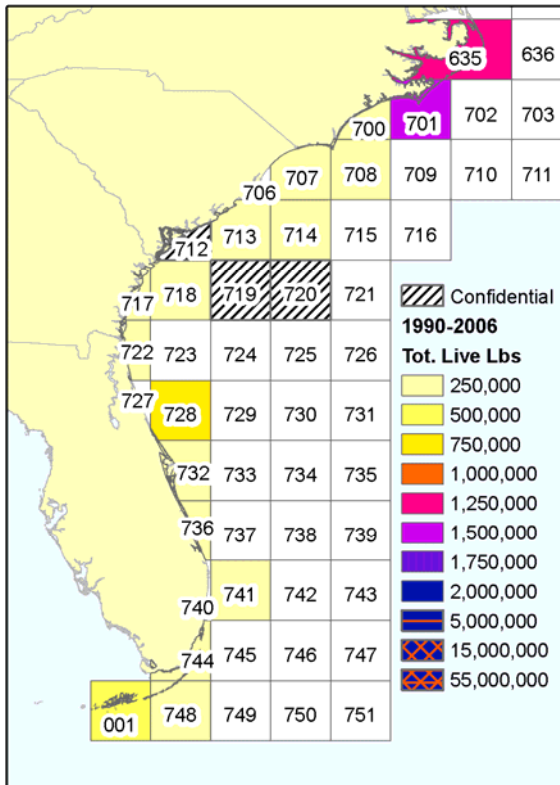 635 636
700 701 702 703
706 707 708 709 710 711
712 713 714 715 716
717 718 719 720 721
722 723 724 725 726
727 728 729 730 731
732 733 734 735
736 737 738 739
740 741 742 743
744 745 746 747
001 748 749 750 751
Confidential
1990-2006
Tot. Live Lbs
250,000
500,000
750,000
1,000,000
1,250,000
1,500,000
1,750,000
2,000,000
5,000,000
15,000,000
55,000,000